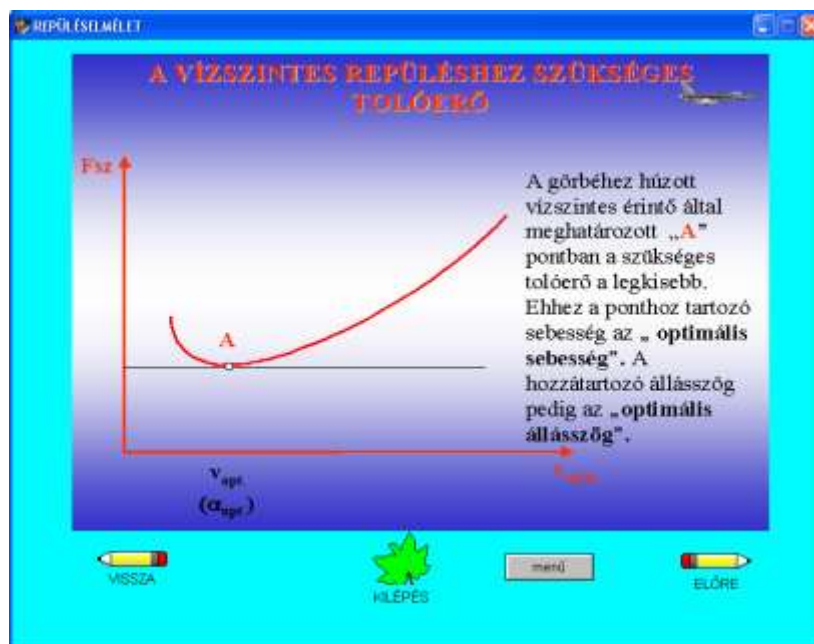 REPÜLÉSELMÉLET
A VÍZSZINTES REPÜLÉSHEZ SZÜKSÉGES
TOLÓERŐ
Fsz
A görbéhez húzott
vízszintes érintő által
meghatározott „A”
pontban a szükséges
tolóerő a legkisebb.
Ehhez a ponthoz tartozó
sebesség az „ optimális
sebesség”. A
hozzátartozó állásszög
pedig az „optimális
állásszög”.
A
vopt.
(αopt)
VISSZA
KILÉPÉS
menü
ELŐRE